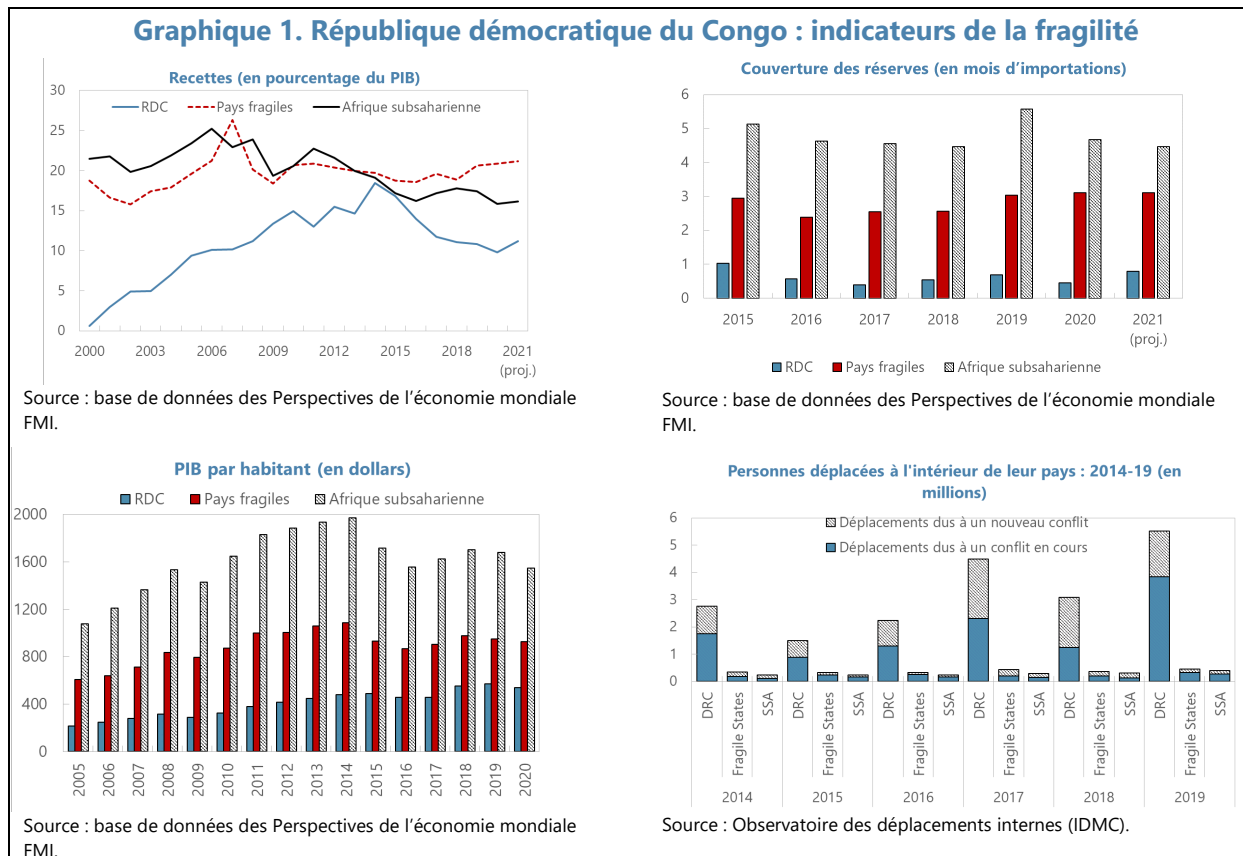 Graphique 1. République démocratique du Congo : indicateurs de la fragilité
Recettes (en pourcentage du PIB)
30
25
20
15
10
5
0
RDC
Pays fragiles
Afrique subsaharienne
2000
2003
2006
2009
2012
2015
2018
2021
(proj.)
Source : base de données des Perspectives de l’économie mondiale
FMI.
Couverture des réserves (en mois d’importations)
6
5
4
3
2
1
0
2015
2016
2017
2018
2019
2020
2021
(proj.)
RDC
Pays fragiles
Afrique subsaharienne
Source : base de données des Perspectives de l’économie mondiale
FMI.
PIB par habitant (en dollars)
RDC
Pays fragiles
Afrique subsaharienne
2000
1600
1200
800
400
0
2005
2006
2007
2008
2009
2010
2011
2012
2013
2014
2015
2016
2017
2018
2019
2020
Source : base de données des Perspectives de l’économie mondiale
FMI.
Personnes déplacées à l'intérieur de leur pays : 2014-19 (en
millions)
6
5
4
3
2
1
0
Déplacements dus à un nouveau conflit
Déplacements dus à un conflit en cours
DRC
Fragile States
SSA
DRC
Fragile States
SSA
DRC
Fragile States
SSA
DRC
Fragile States
SSA
DRC
Fragile States
SSA
DRC
Fragile States
SSA
2014
2015
2016
2017
2018
2019
Source : Observatoire des déplacements internes (IDMC).